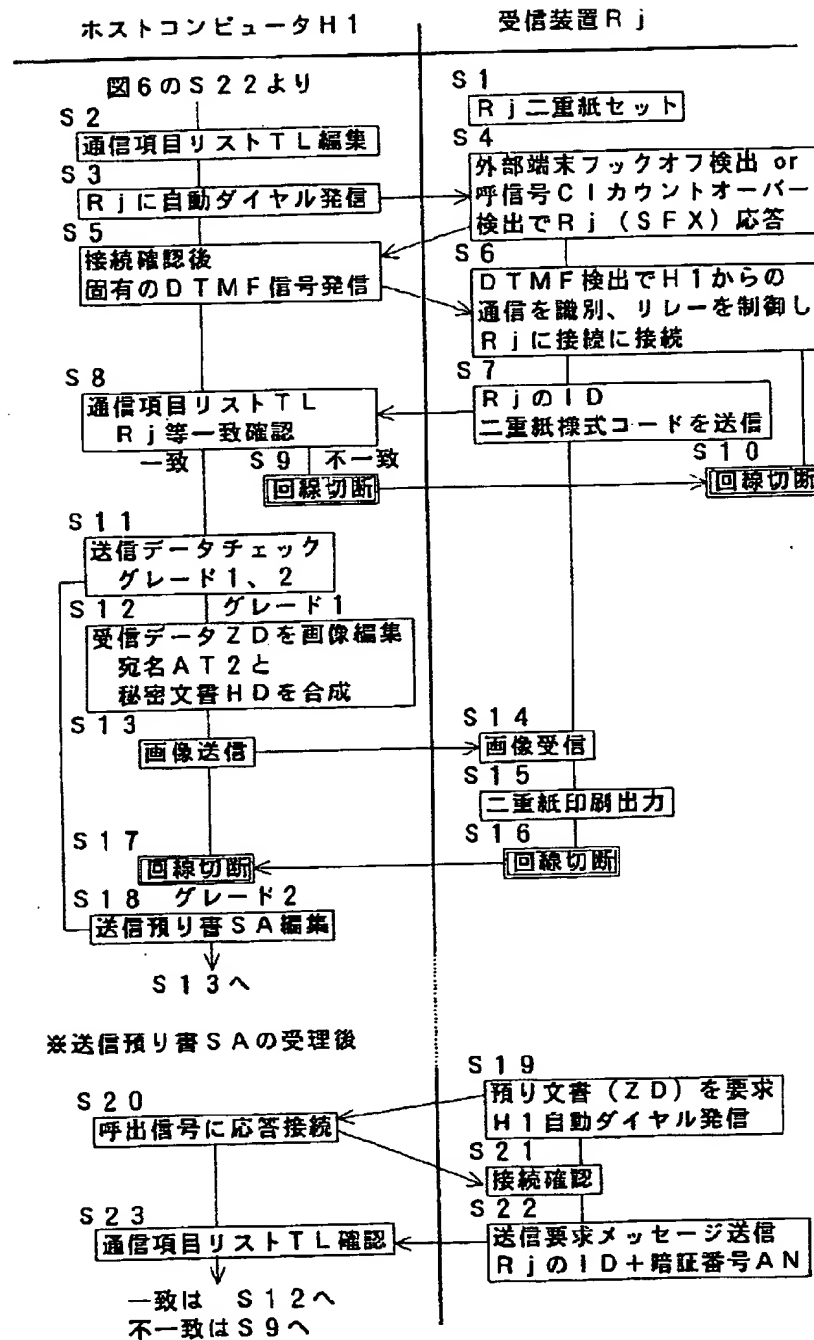 ホストコンピュータH1
受信装置Rj
図6のS22より
S1
Rj二重紙セット
S2
通信項目リストTL編集
S3
Rjに自動ダイヤル発信
S4
外部端末フックオフ検出 or
呼信号CIカウントオーバー
検出でRj(SFX)応答
S5
接続確認後
固有のDTMF信号発信
S6
DTMF検出でH1からの
通信を識別、リレーを制御し
Rjに接続に接続
S7
RjのID
二重紙様式コードを送信
S8
通信項目リストTL
Rj等一致確認
一致 S9 不一致
回線切断
S10
回線切断
S11
送信データチェック
グレード1、2
S12 グレード1
受信データZDを画像編集
宛名AT2と
秘密文書HDを合成
S13
画像送信
S14
画像受信
S15
二重紙印刷出力
S16
回線切断
S17
回線切断
S18 グレード2
送信預り書SA編集
S13へ
※送信預り書SAの受理後
S19
預り文書(ZD)を要求
H1自動ダイヤル発信
S20
呼出信号に応答接続
S21
接続確認
S22
送信要求メッセージ送信
RjのID+暗証番号AN
S23
通信項目リストTL確認
一致は S12へ
不一致はS9へ